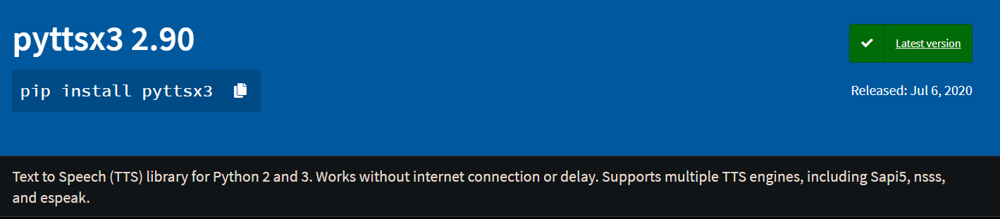 pyttsx3 2.90
Latest version
pip install pyttsx3
Released: Jul 6, 2020
Text to Speech (TTS) library for Python 2 and 3. Works without internet connection or delay. Supports multiple TTS engines, including Sapi5, nsss,
and espeak.